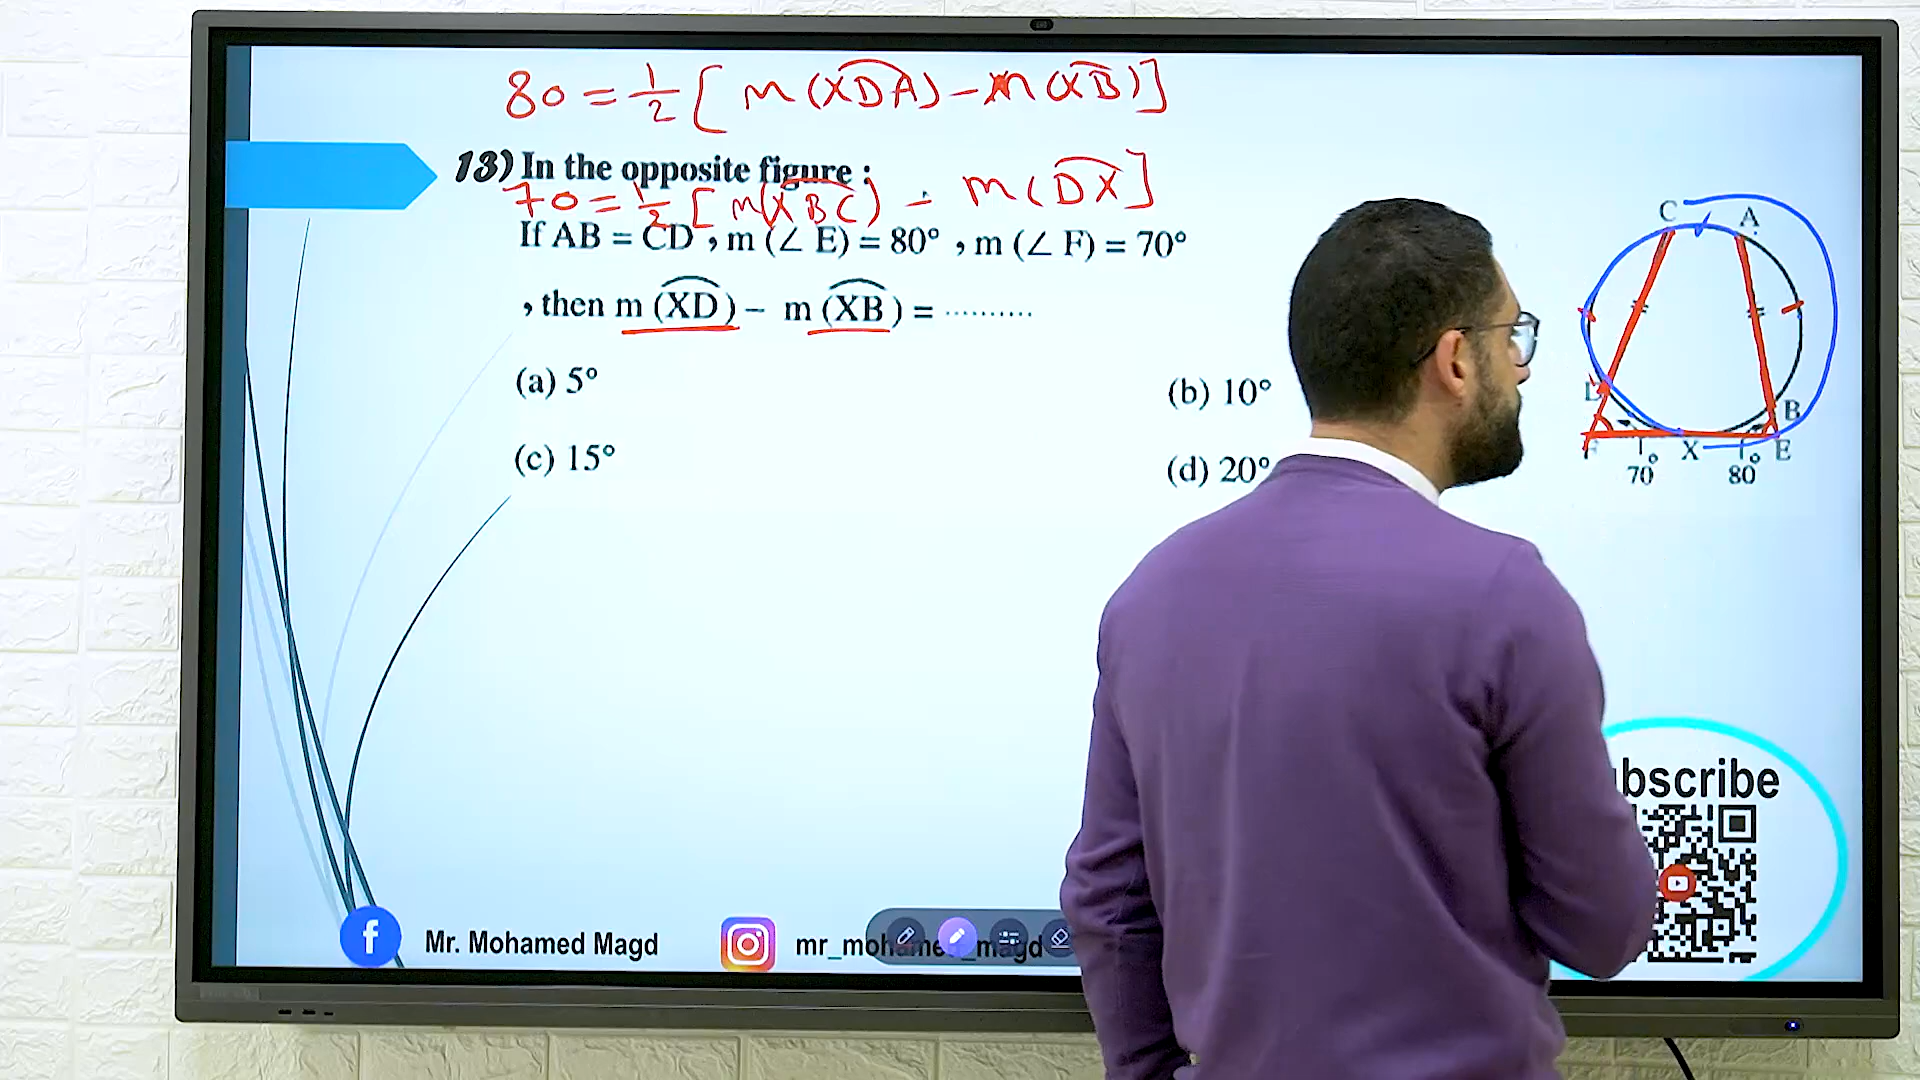 80 = 1/2 [ m (XDA) - m (XB) ]
13) In the opposite figure :
70 = 1/2 [ m (XBC) - m ( DX ]
If AB = CD , m (∠ E) = 80° , m (∠ F) = 70°
, then m (XD) – m (XB) = ..........
(a) 5°
(b) 10°
(c) 15°
(d) 20°
C A
D
B
F X E
70° 80°
bscribe
f Mr. Mohamed Magd